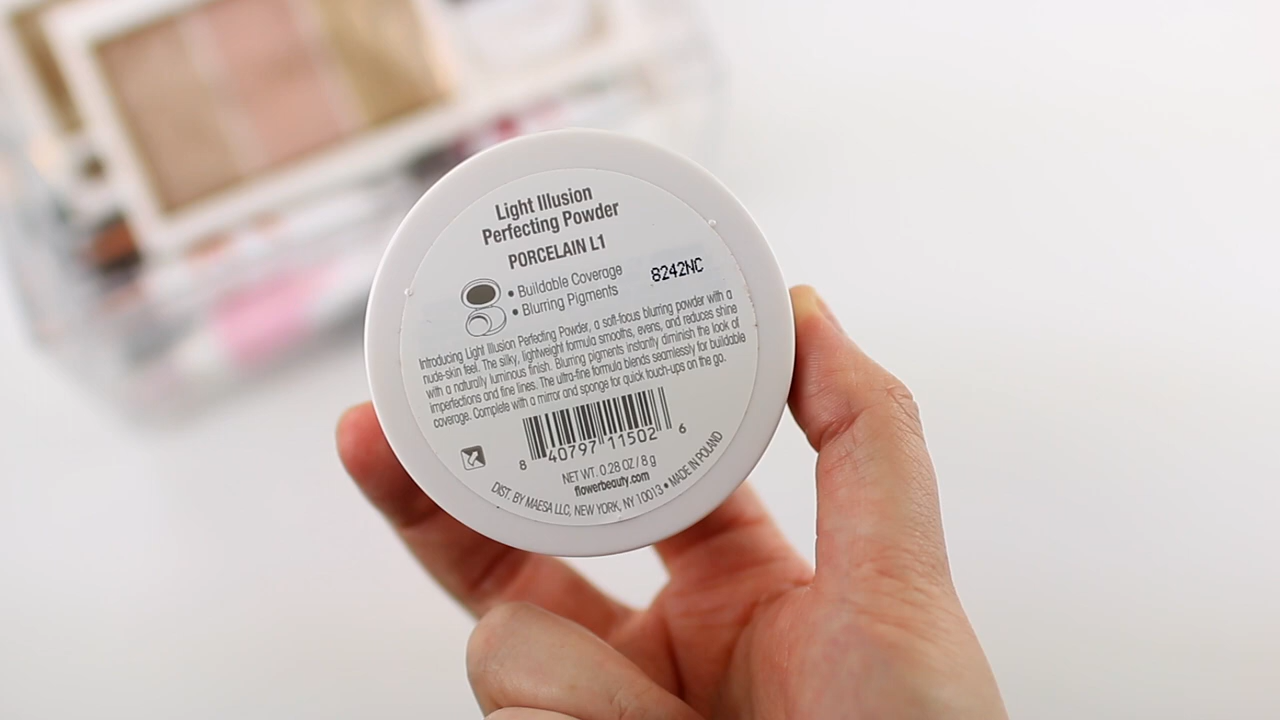 Light Illusion
Perfecting Powder
PORCELAIN L1
• Buildable Coverage
• Blurring Pigments
8242NC
Introducing Light Illusion Perfecting Powder, a soft-focus blurring powder with a
nude-skin feel. The silky, lightweight formula smooths, evens, and reduces shine
with a naturally luminous finish. Blurring pigments instantly diminish the look of
imperfections and fine lines. The ultra-fine formula blends seamlessly for buildable
coverage. Complete with a mirror and sponge for quick touch-ups on the go.
8 40797 11502 6
NET WT. 0.28 OZ / 8 g
flowerbeauty.com
DIST. BY MAESA LLC, NEW YORK, NY 10013 • MADE IN POLAND